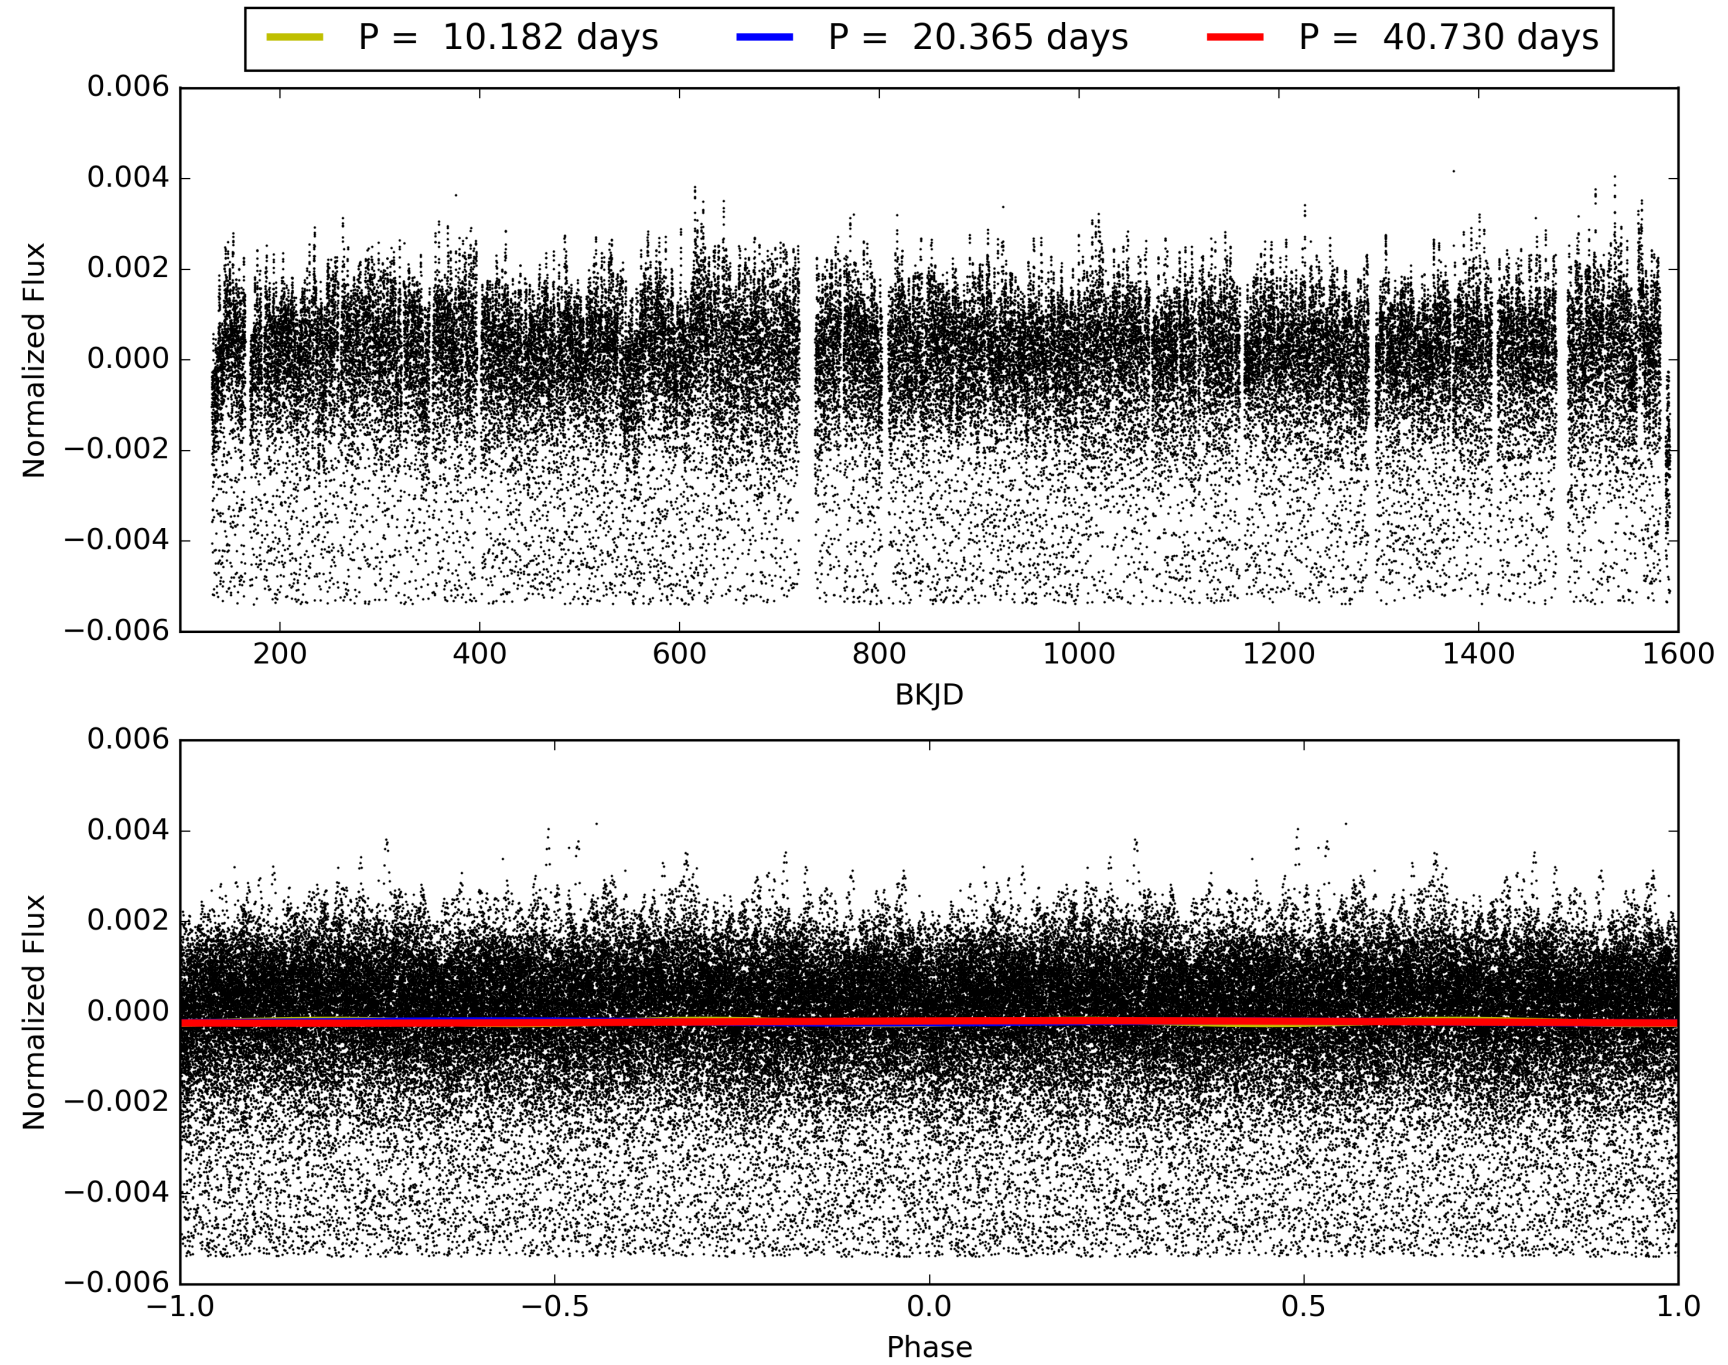 P = 10.182 days P = 20.365 days P = 40.730 days
0.006
0.004
0.002
0.000
−0.002
−0.004
−0.006
Normalized Flux
200 400 600 800 1000 1200 1400 1600
BKJD
0.006
0.004
0.002
0.000
−0.002
−0.004
−0.006
Normalized Flux
−1.0 −0.5 0.0 0.5 1.0
Phase